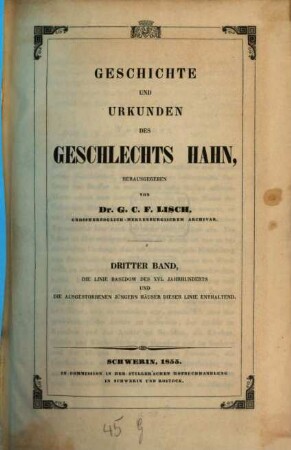 GESCHICHTE
UND
URKUNDEN
DES
GESCHLECHTS HAHN,
HERAUSGEGEBEN
VON
Dr. G. C. F. LISCH,
GROSSHERZOGLICH-MEKLENBURGISCHEM ARCHIVAR.
DRITTER BAND,
DIE LINIE BASEDOW DES XVI. JAHRHUNDERTS
UND
DIE AUSGESTORBENEN JÜNGERN HÄUSER DIESER LINIE ENTHALTEND.
SCHWERIN, 1855.
IN COMMISSION IN DER STILLER'SCHEN HOFBUCHHANDLUNG
IN SCHWERIN UND ROSTOCK.
45 9